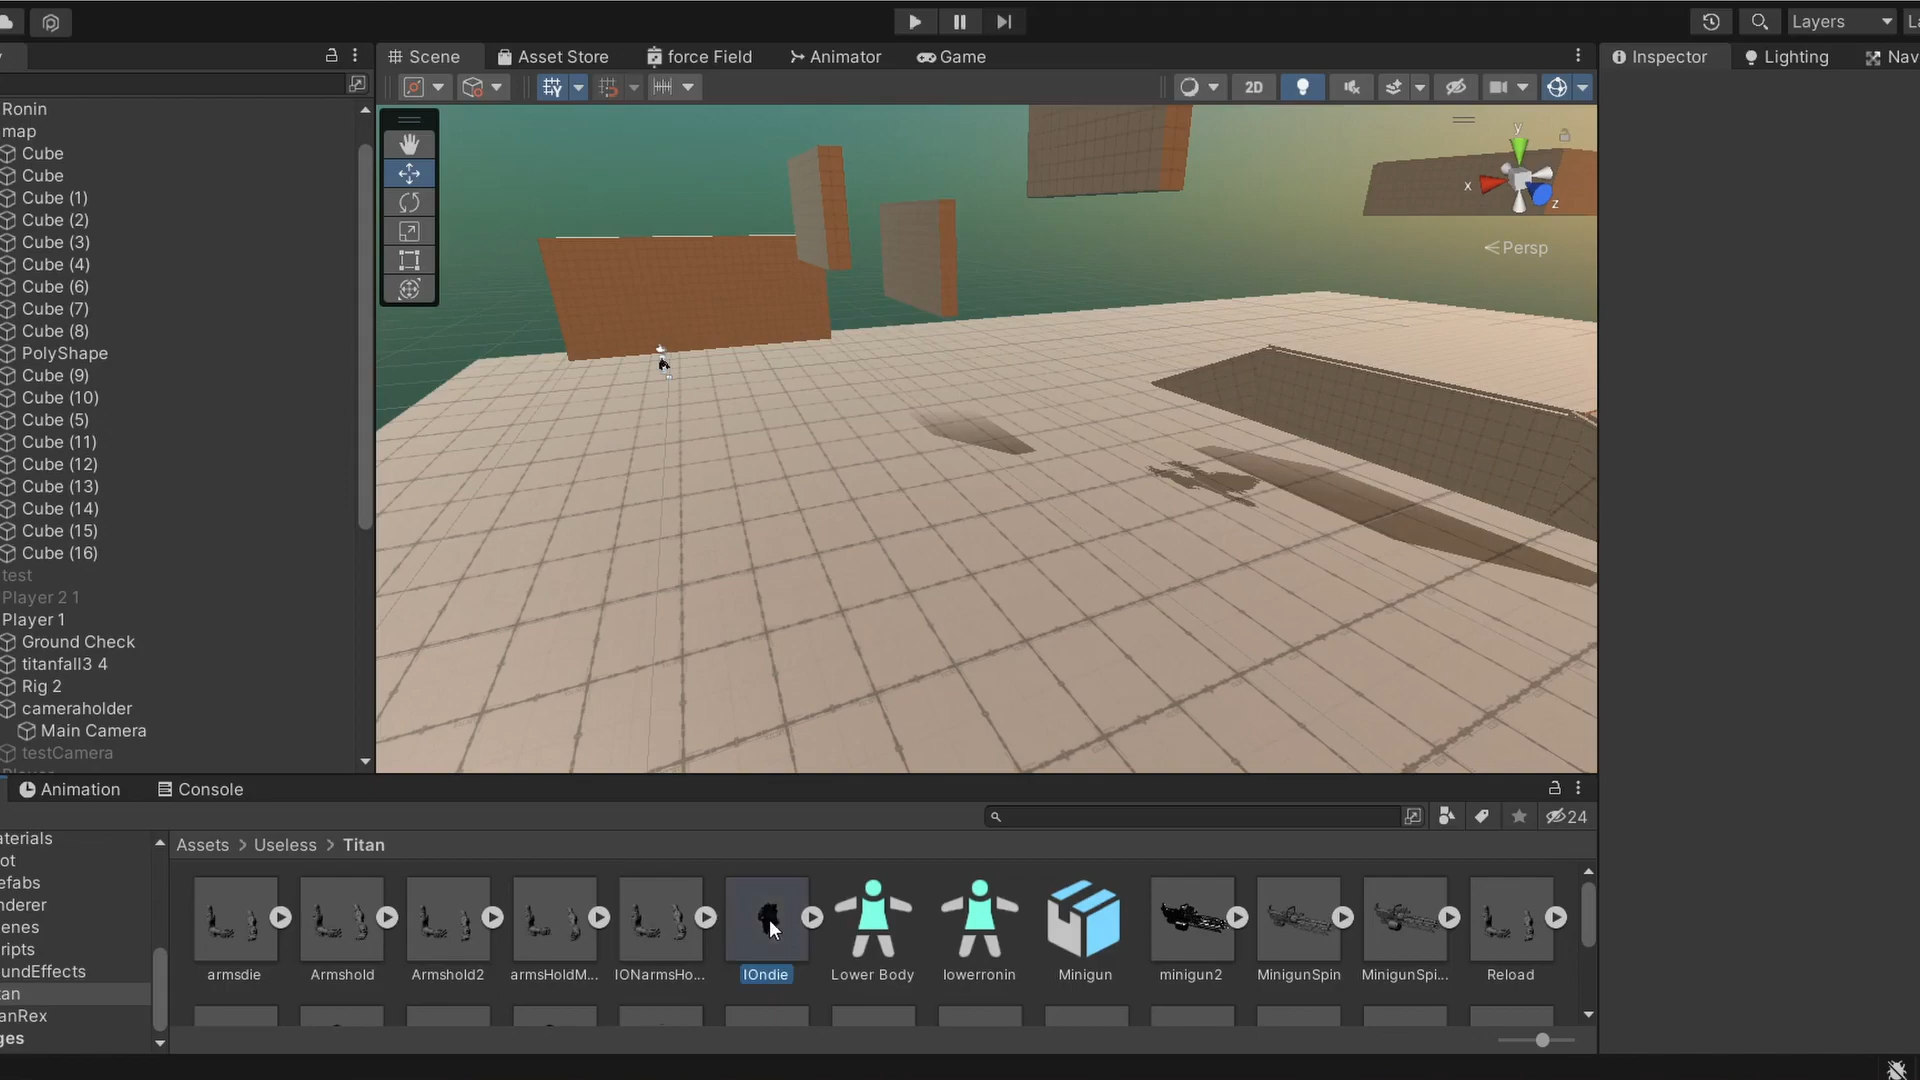 Layers
La
Scene
Asset Store
force Field
Animator
Game
Inspector
Lighting
Nav
2D
Ronin
map
Cube
Cube
Cube (1)
Cube (2)
Cube (3)
Cube (4)
Cube (6)
Cube (7)
Cube (8)
PolyShape
Cube (9)
Cube (10)
Cube (5)
Cube (11)
Cube (12)
Cube (13)
Cube (14)
Cube (15)
Cube (16)
test
Player 2 1
Player 1
Ground Check
titanfall3 4
Rig 2
cameraholder
Main Camera
testCamera
y
x
z
Persp
Animation
Console
24
aterials
ot
efabs
nderer
enes
ripts
undEffects
tan
anRex
ges
Assets > Useless > Titan
armsdie
Armshold
Armshold2
armsHoldM...
IONarmsHo...
IOndie
Lower Body
lowerronin
Minigun
minigun2
MinigunSpin
MinigunSpi...
Reload